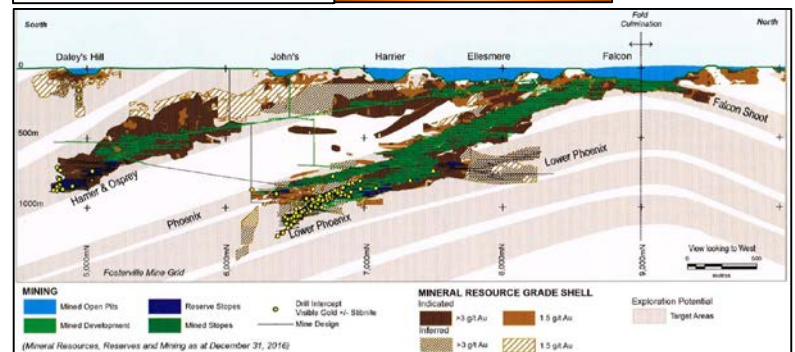 South
Fold
Culmination
North
Daley's Hill
John's
Harrier
Ellesmere
Falcon
0
500m
1000m
Falcon Shoot
Lower Phoenix
Harrier & Osprey
Phoenix
Lower Phoenix
5,000mN
6,000mN
7,000mN
8,000mN
9,000mN
Fosterville Mine Grid
View looking to West
0
500
metres
MINING
Mined Open Pits
Reserve Stopes
Drill Intercept
Visible Gold +/- Stibnite
Mined Development
Mined Stopes
Mine Design
(Mineral Resources, Reserves and Mining as at December 31, 2016)
MINERAL RESOURCE GRADE SHELL
Indicated
>3 g/t Au
1.5 g/t Au
Inferred
>3 g/t Au
1.5 g/t Au
Exploration Potential
Target Areas